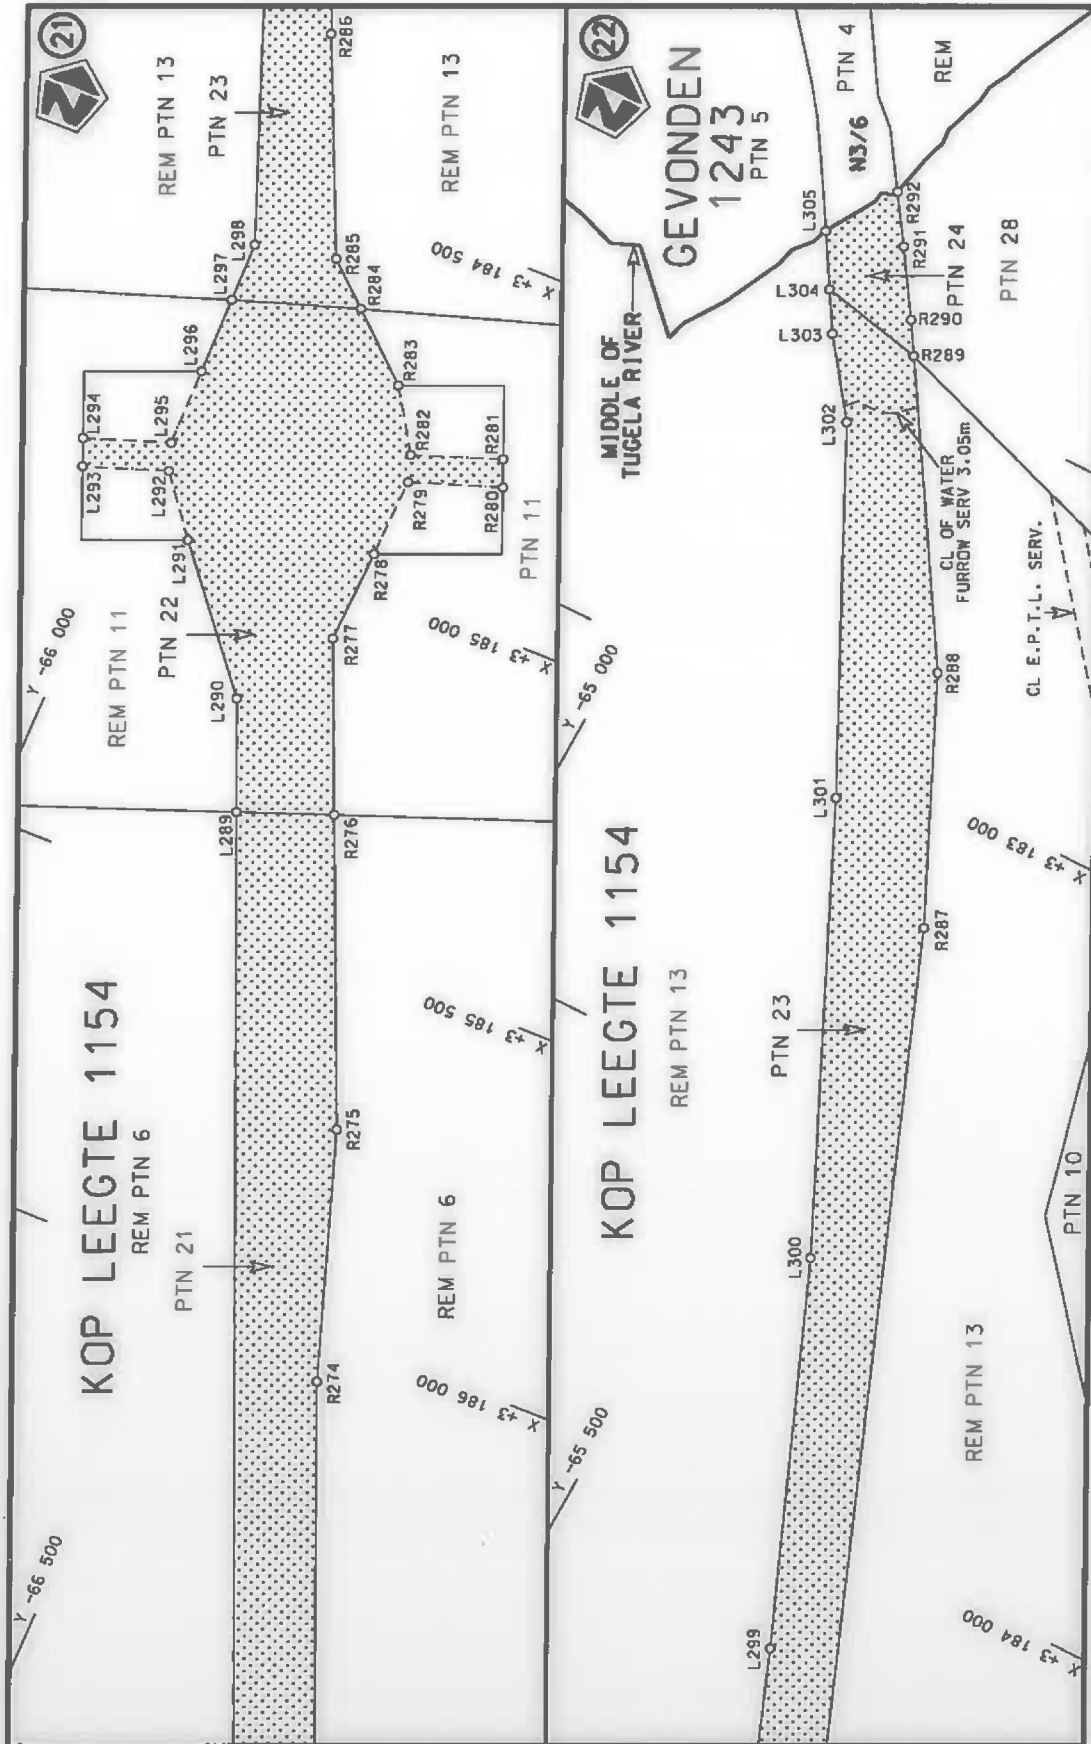 21
Y -66 500
KOP LEEGTE 1154
REM PTN 6
PTN 21
R274
X +3 186 000
REM PTN 6
R275
X +3 185 500
L289
R276
Y -66 000
REM PTN 11
PTN 22
L290
R277
X +3 185 000
L291
R278
PTN 11
L292
L293
L294
L295
R279
R280
R281
R282
L296
R283
L297
R284
L298
R285
X +3 184 500
REM PTN 13
PTN 23
REM PTN 13
R286
22
L299
X +3 184 000
Y -65 500
REM PTN 13
L300
PTN 10
KOP LEEGTE 1154
REM PTN 13
PTN 23
R287
X +3 183 000
L301
Y -65 000
R288
CL E.P.T.L. SERV.
CL OF WATER
FURROW SERV 3.05m
MIDDLE OF
TUGELA RIVER
L302
L303
L304
L305
R289
R290
R291
R292
PTN 24
PTN 28
GEVONDEN
1243
PTN 5
N3/6
PTN 4
REM